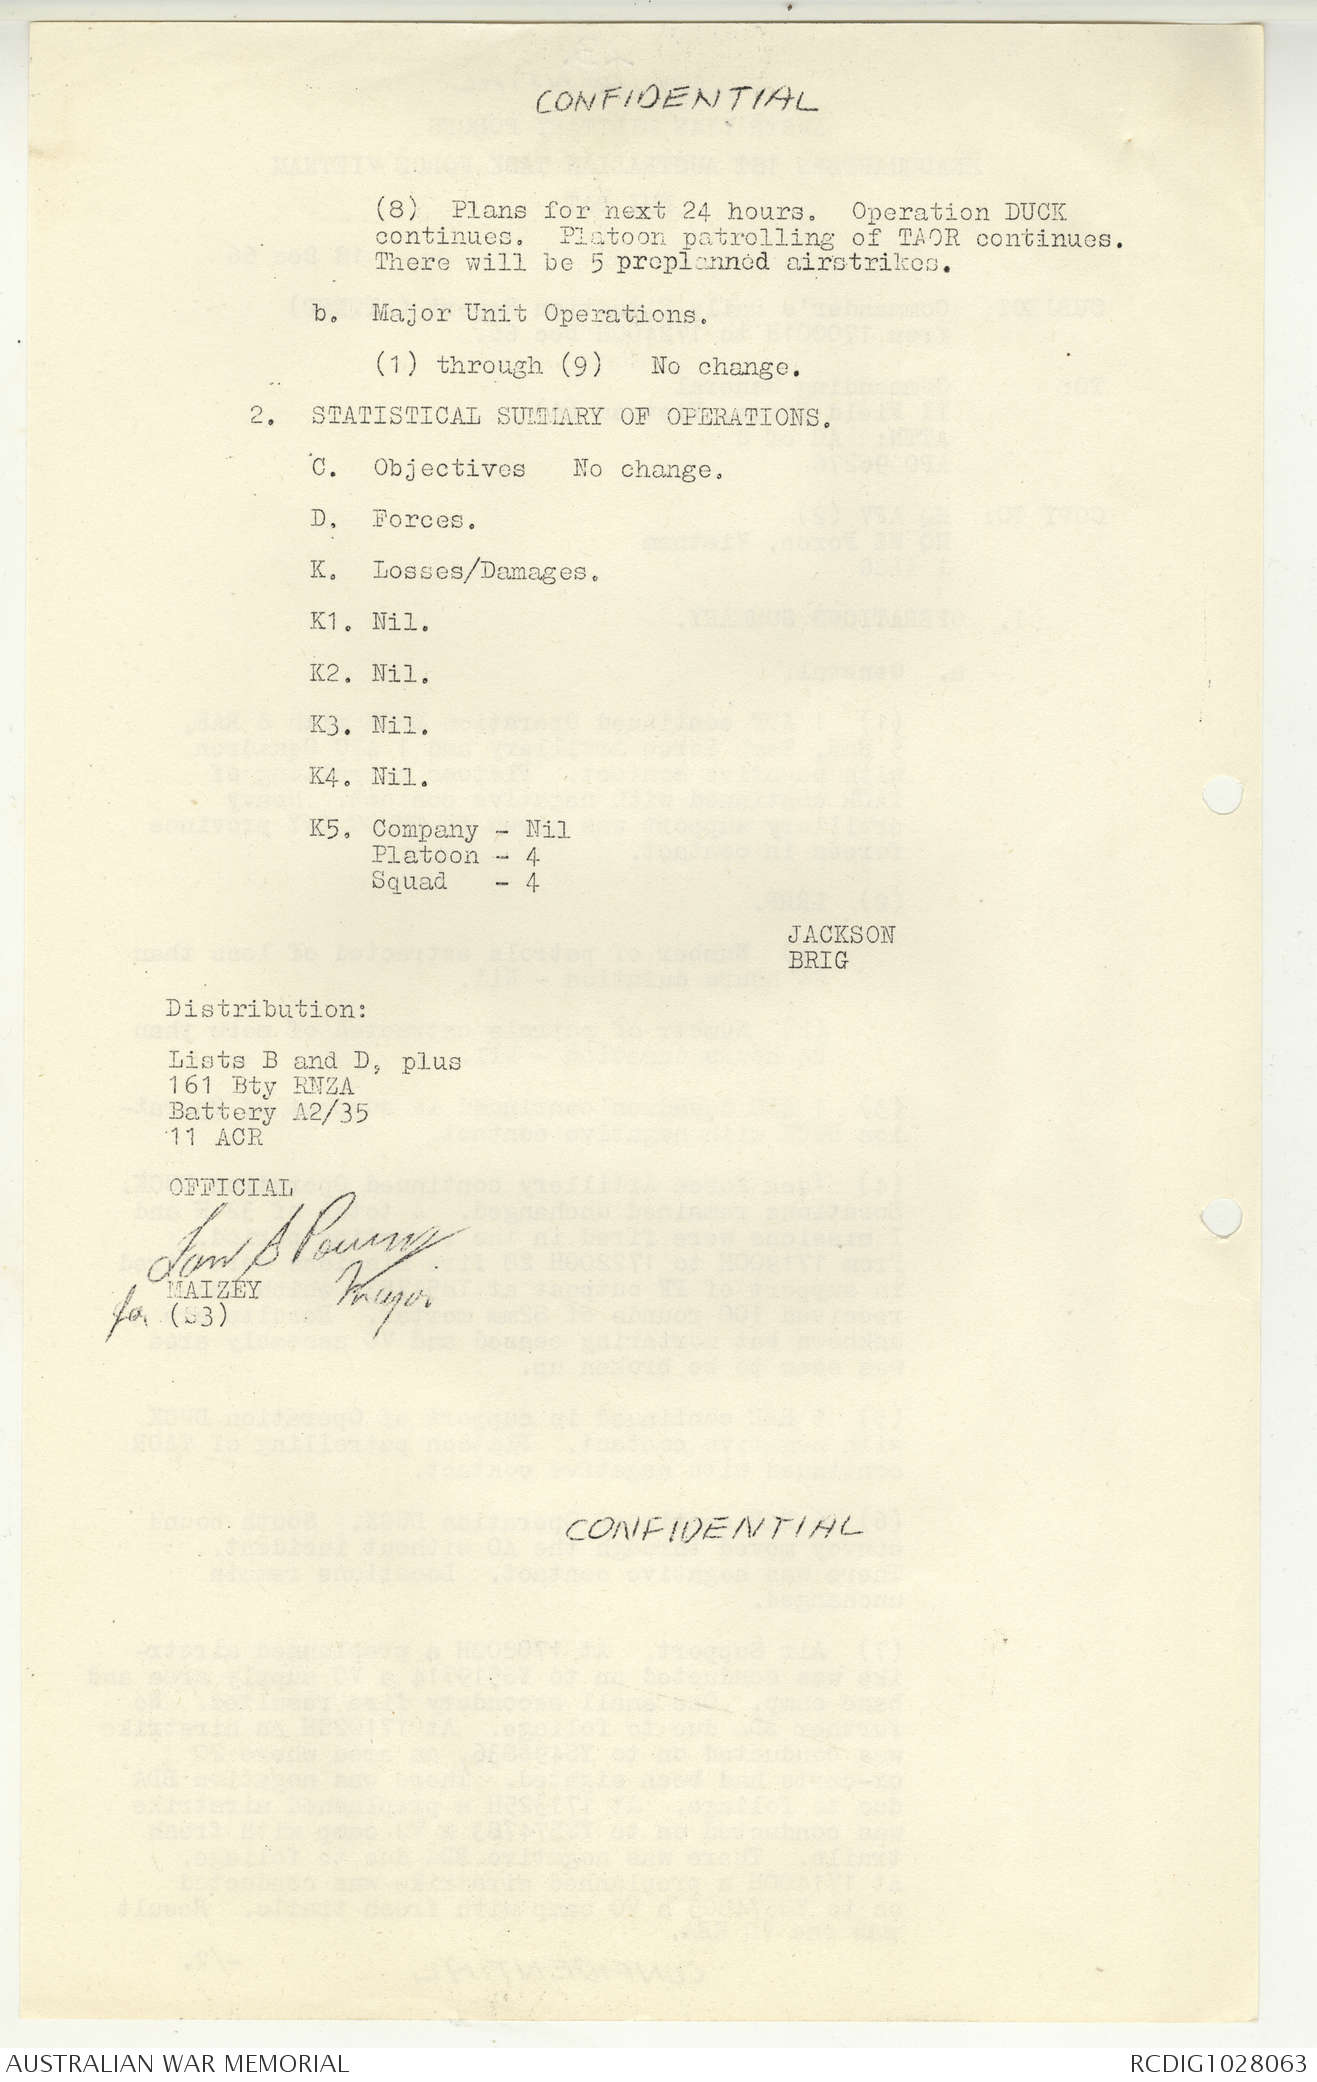 CONFIDENTIAL
(8) Plans for next 24 hours. Operation DUCK
continues. Platoon patrolling of TAOR continues.
There will be 5 preplanned airstrikes.
b. Major Unit Operations.
(1) through (9) No change.
2. STATISTICAL SUMMARY OF OPERATIONS.
C. Objectives No change.
D. Forces.
K. Losses/Damages.
K1. Nil.
K2. Nil.
K3. Nil.
K4. Nil.
K5. Company - Nil
Platoon - 4
Squad - 4
JACKSON
BRIG
Distribution:
Lists B and D, plus
161 Bty RNZA
Battery A2/35
11 ACR
OFFICIAL
MAIZEY Major
for (S3)
CONFIDENTIAL
AUSTRALIAN WAR MEMORIAL
RCDIG1028063